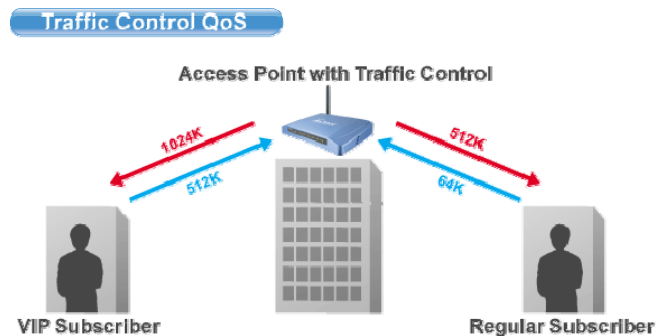 Traffic Control QoS
Access Point with Traffic Control
1024K
512K
512K
64K
VIP Subscriber
Regular Subscriber